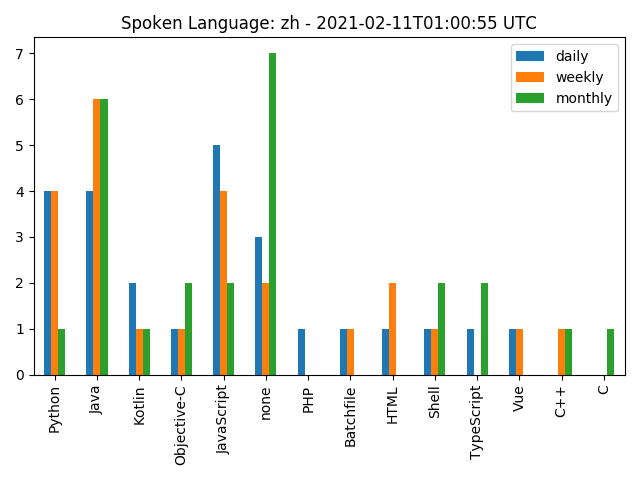 Spoken Language: zh - 2021-02-11T01:00:55 UTC
daily
weekly
monthly
7
6
5
4
3
2
1
0
Python
Java
Kotlin
Objective-C
JavaScript
none
PHP
Batchfile
HTML
Shell
TypeScript
Vue
C++
C